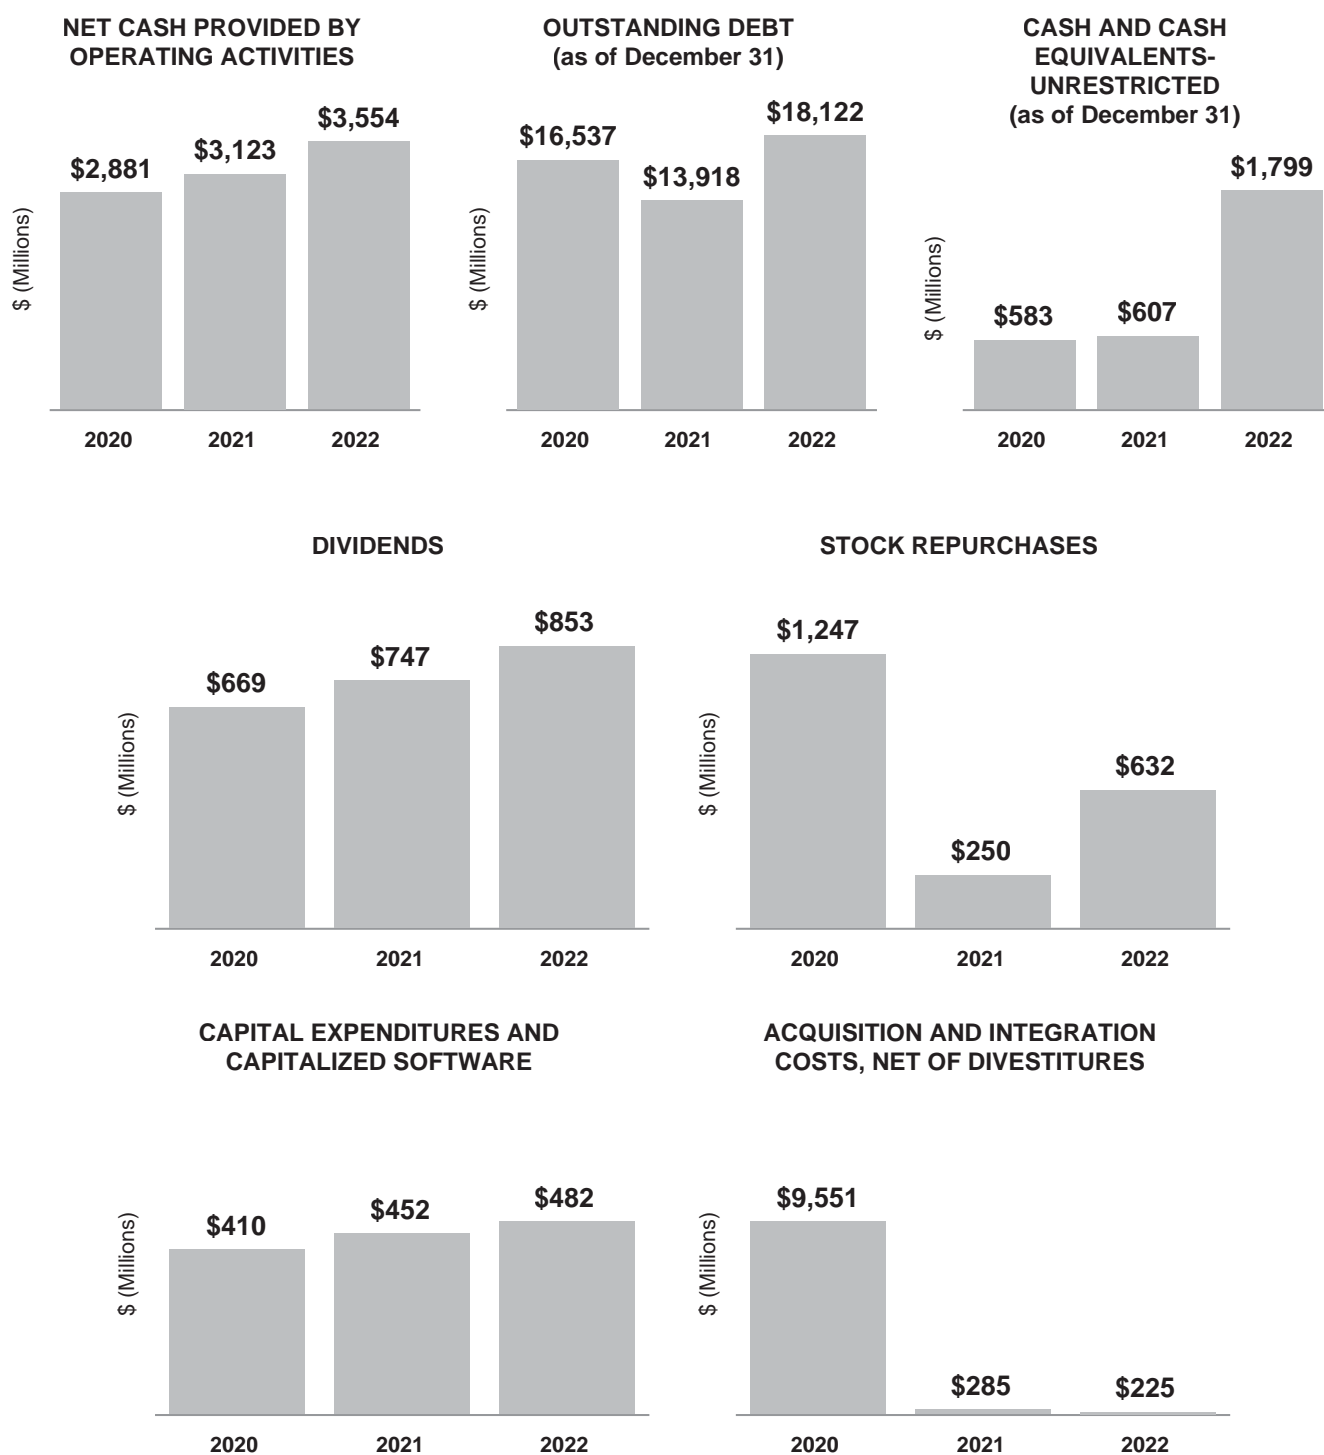 NET CASH PROVIDED BY
OPERATING ACTIVITIES
$ (Millions)
$2,881
$3,123
$3,554
2020
2021
2022
OUTSTANDING DEBT
(as of December 31)
$ (Millions)
$16,537
$13,918
$18,122
2020
2021
2022
CASH AND CASH
EQUIVALENTS-
UNRESTRICTED
(as of December 31)
$ (Millions)
$583
$607
$1,799
2020
2021
2022
DIVIDENDS
$ (Millions)
$669
$747
$853
2020
2021
2022
STOCK REPURCHASES
$ (Millions)
$1,247
$250
$632
2020
2021
2022
CAPITAL EXPENDITURES AND
CAPITALIZED SOFTWARE
$ (Millions)
$410
$452
$482
2020
2021
2022
ACQUISITION AND INTEGRATION
COSTS, NET OF DIVESTITURES
$ (Millions)
$9,551
$285
$225
2020
2021
2022